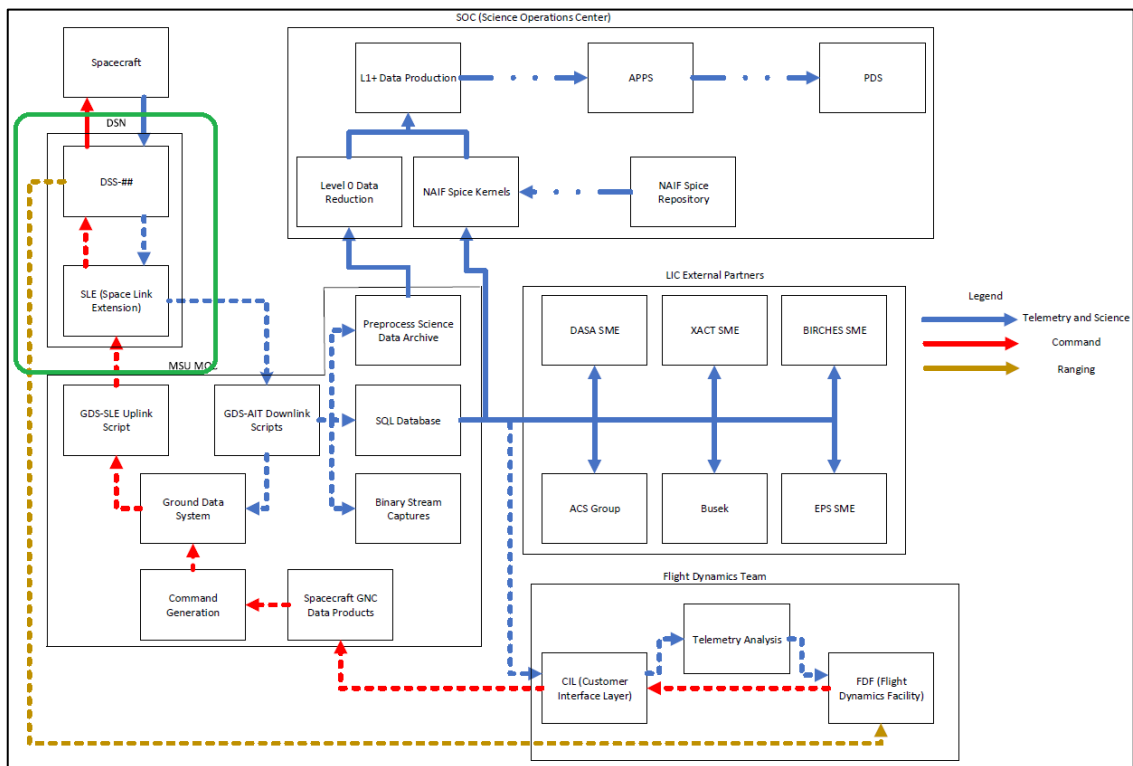 SOC (Science Operations Center)
Spacecraft
L1+ Data Production
APPS
PDS
DSN
DSS-##
Level 0 Data
Reduction
NAIF Spice Kernels
NAIF Spice
Repository
SLE (Space Link
Extension)
LIC External Partners
Legend
Telemetry and Science
Command
Ranging
DASA SME
XACT SME
BIRCHES SME
Preprocess Science
Data Archive
MSU
GDS-SLE Uplink
Script
GDS-AIT Downlink
Scripts
SQL Database
Ground Data
System
Binary Stream
Captures
ACS Group
Busek
EPS SME
Flight Dynamics Team
Command
Generation
Spacecraft GNC
Data Products
Telemetry Analysis
CIL (Customer
Interface Layer)
FDF (Flight
Dynamics Facility)